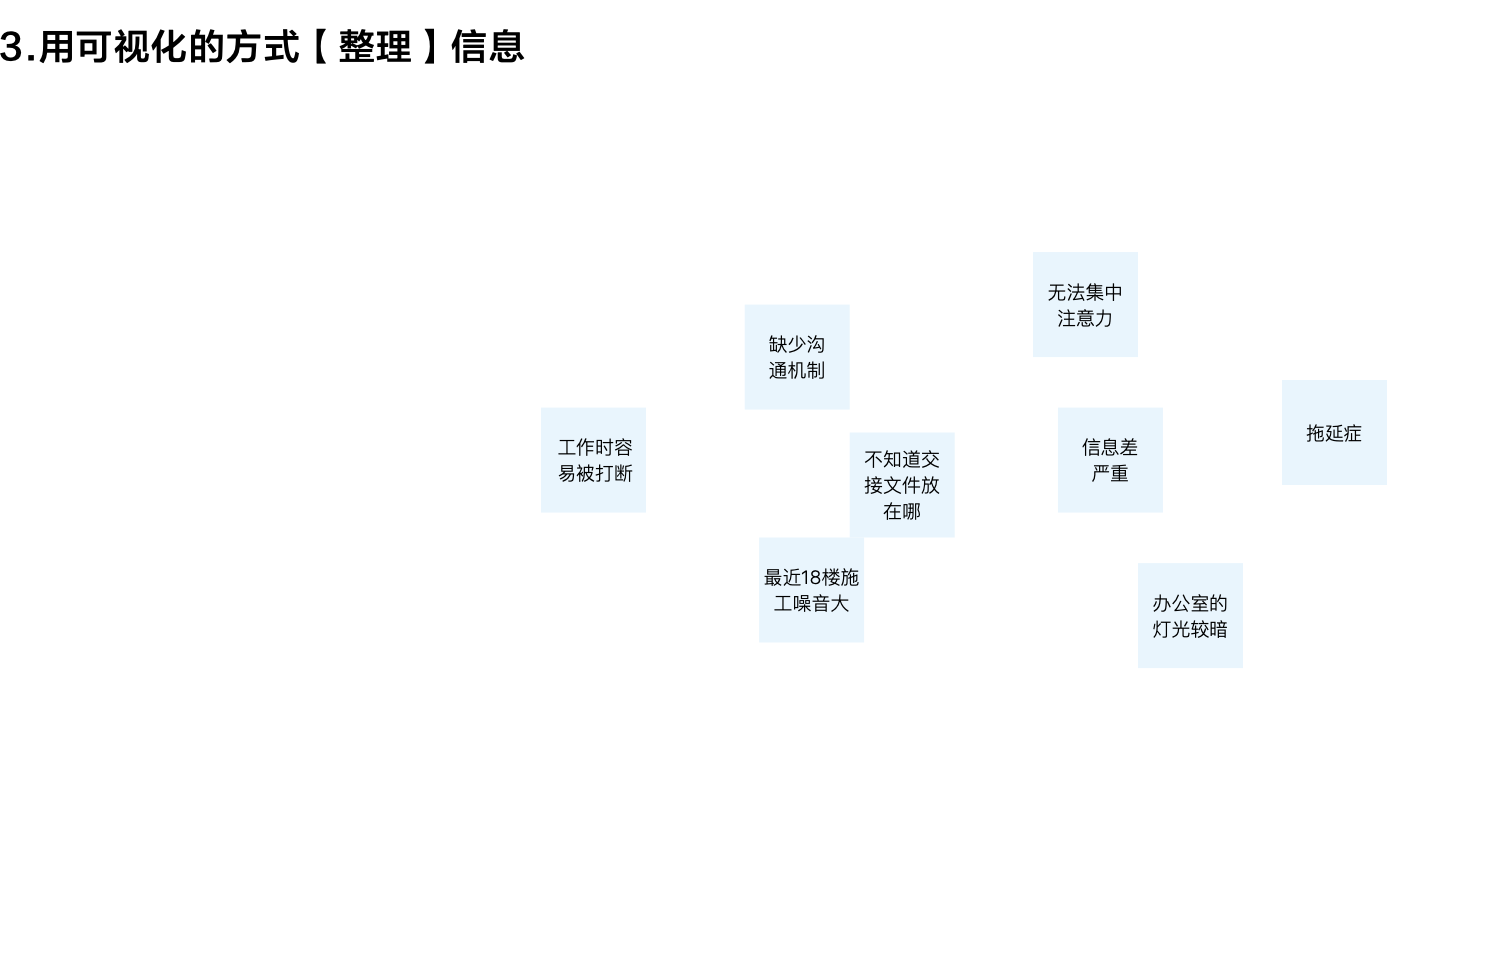 3.用可视化的方式【整理】信息
无法集中
注意力
缺少沟
通机制
工作时容
易被打断
不知道交
接文件放
在哪
信息差
严重
拖延症
最近18楼施
工噪音大
办公室的
灯光较暗